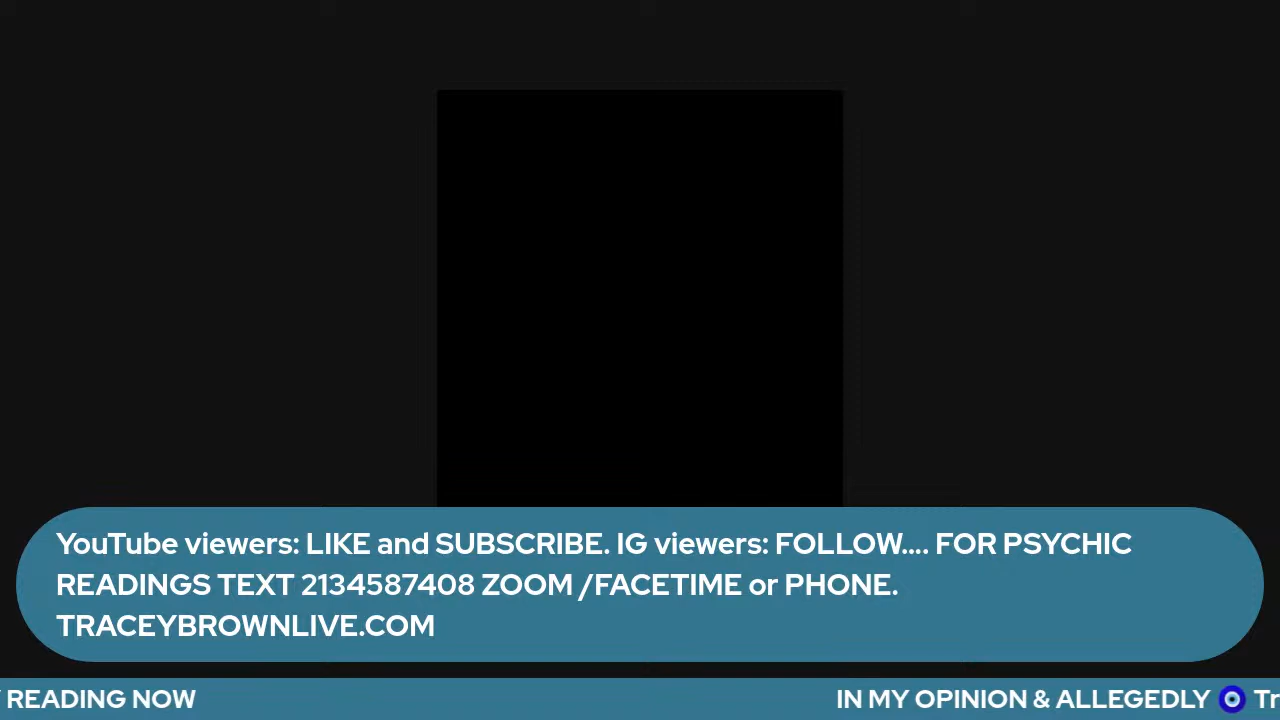 YouTube viewers: LIKE and SUBSCRIBE. IG viewers: FOLLOW.... FOR PSYCHIC
READINGS TEXT 2134587408 ZOOM /FACETIME or PHONE.
TRACEYBROWNLIVE.COM
READING NOW
IN MY OPINION & ALLEGEDLY 🧿 Tr